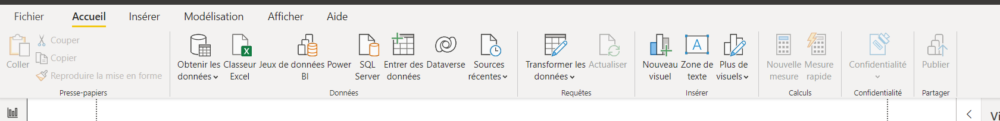 Fichier Accueil Insérer Modélisation Afficher Aide
Coller
Couper
Copier
Reproduire la mise en forme
Presse-papiers
Obtenir les
données
Classeur
Excel
Jeux de données Power
BI
SQL
Server
Entrer des
données
Dataverse
Sources
récentes
Données
Transformer les
données
Actualiser
Requêtes
Nouveau
visuel
Zone de
texte
Plus de
visuels
Insérer
Nouvelle
mesure
Mesure
rapide
Calculs
Confidentialité
Confidentialité
Publier
Partager